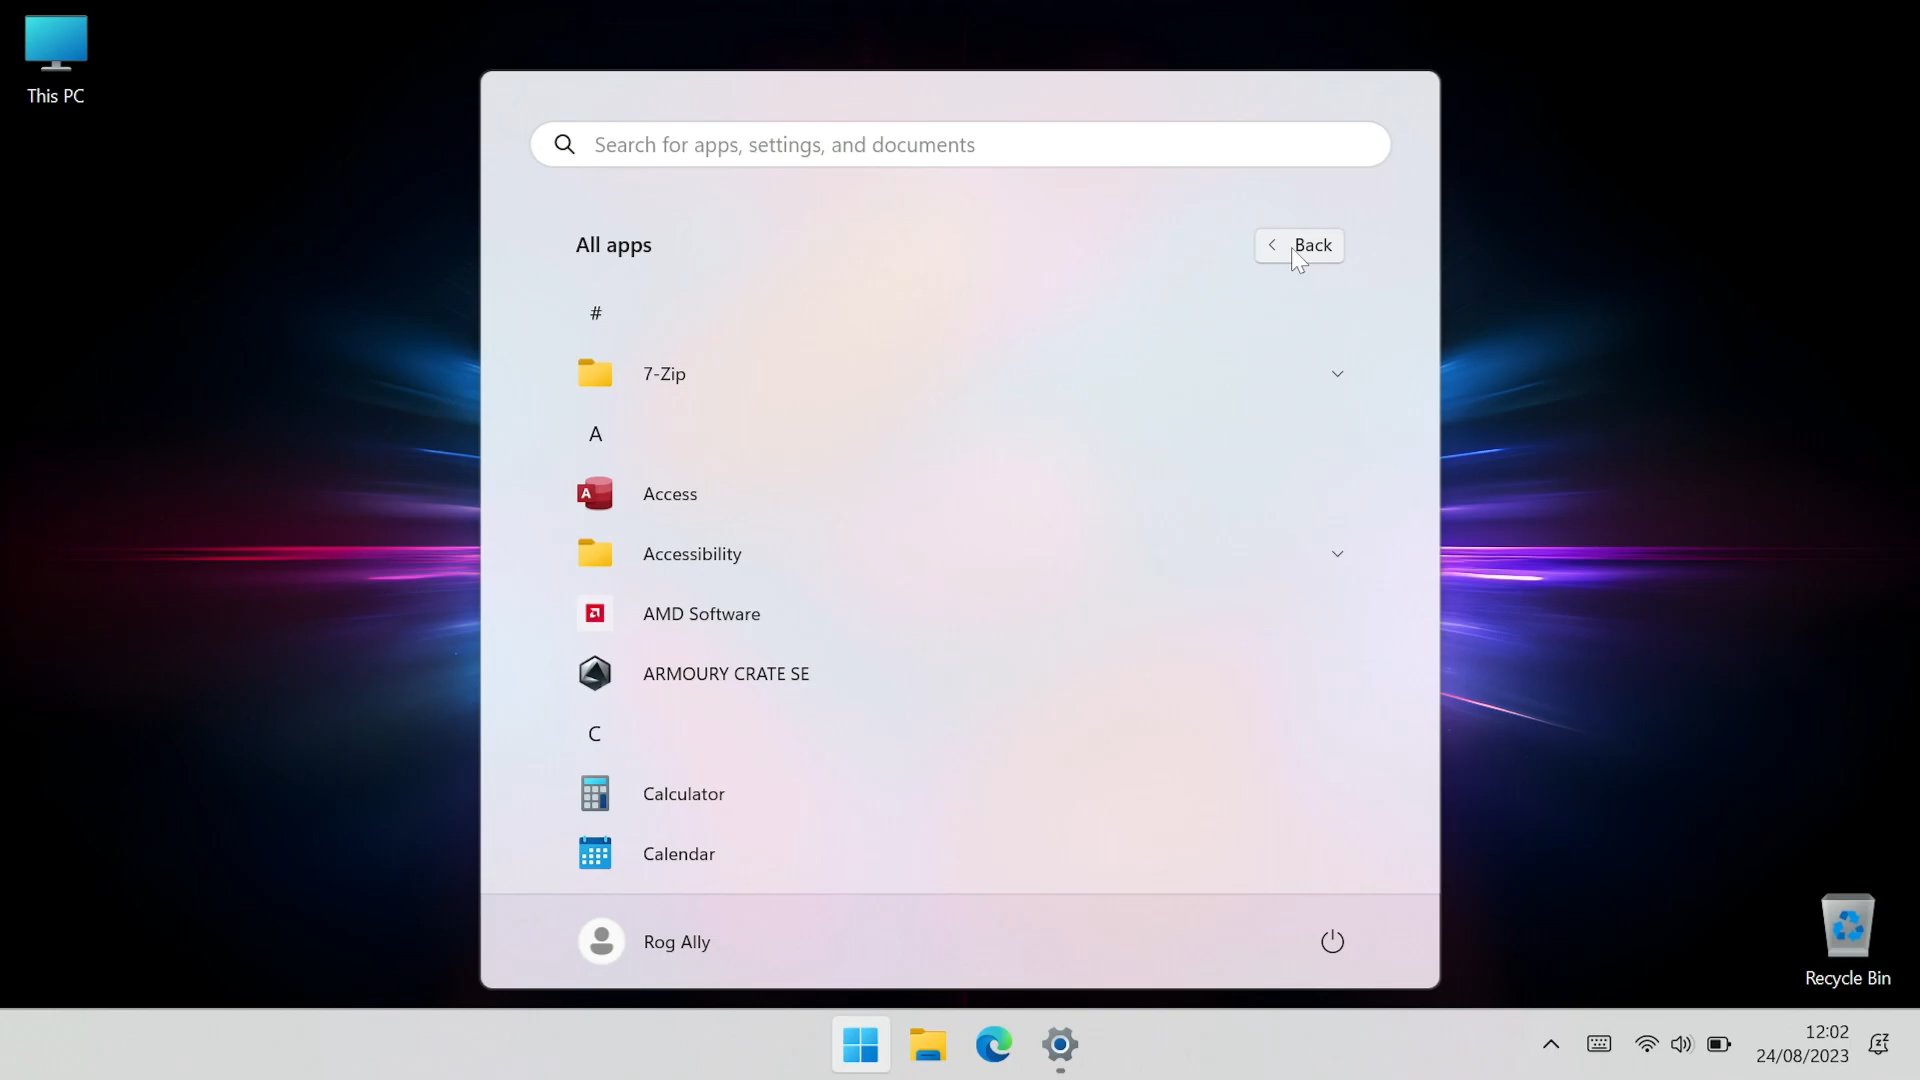 This PC
Search for apps, settings, and documents
All apps
Back
#
7-Zip
A
Access
Accessibility
AMD Software
ARMOURY CRATE SE
C
Calculator
Calendar
Rog Ally
Recycle Bin
12:02
24/08/2023